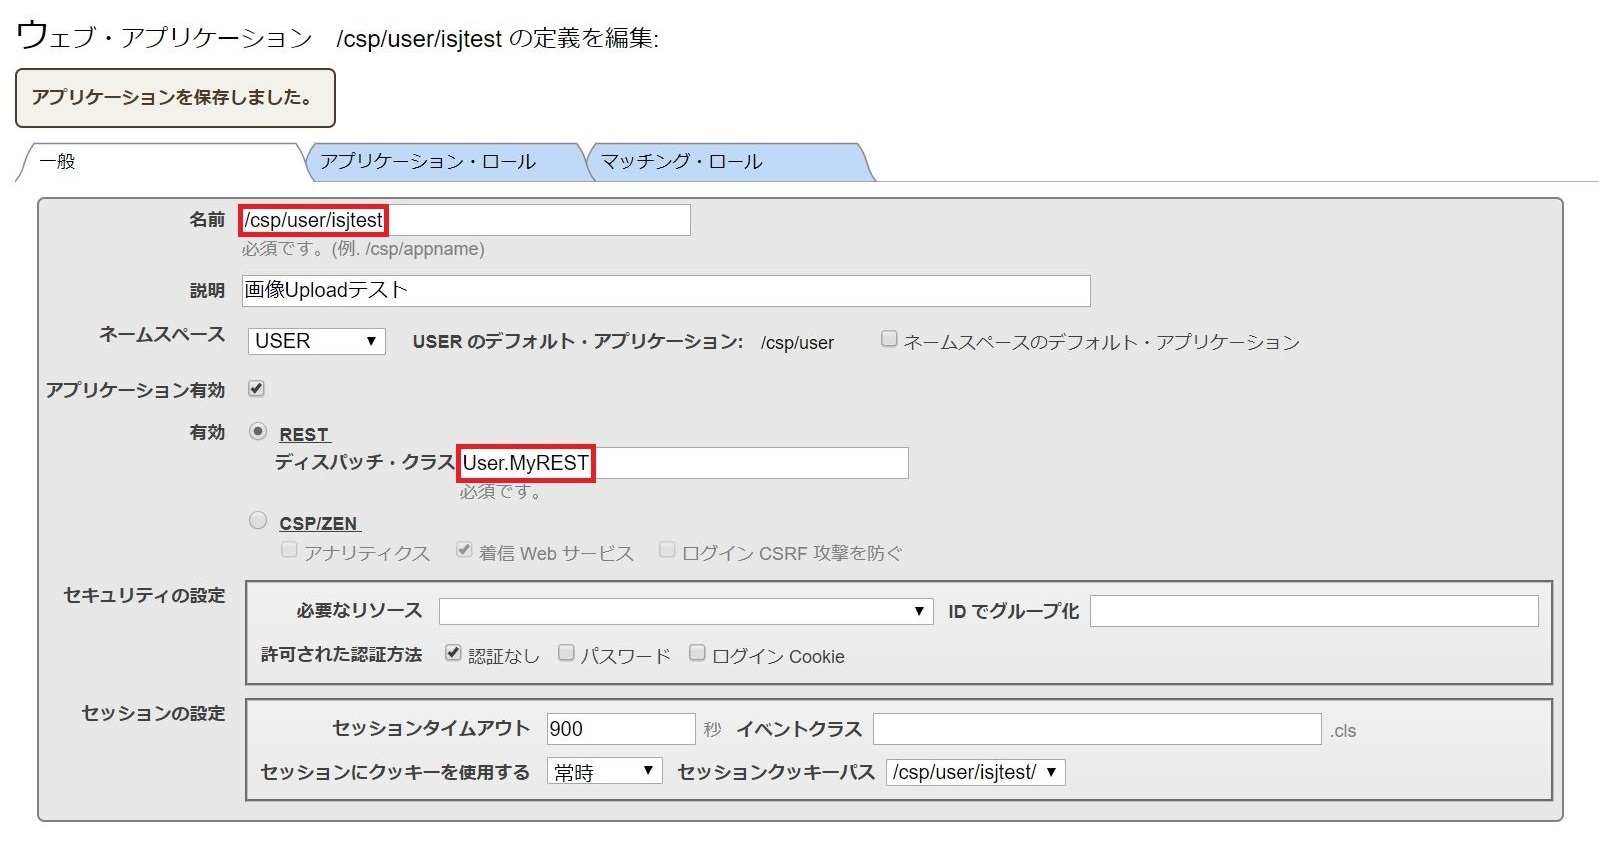 ウェブ・アプリケーション /csp/user/isjtest の定義を編集:
アプリケーションを保存しました。
一般 アプリケーション・ロール マッチング・ロール
名前 /csp/user/isjtest
必須です。(例. /csp/appname)
説明 画像Uploadテスト
ネームスペース USER USER のデフォルト・アプリケーション: /csp/user ネームスペースのデフォルト・アプリケーション
アプリケーション有効
有効 REST
ディスパッチ・クラス User.MyREST
必須です。
CSP/ZEN
アナリティクス 着信 Web サービス ログイン CSRF 攻撃を防ぐ
セキュリティの設定
必要なリソース ID でグループ化
許可された認証方法 認証なし パスワード ログイン Cookie
セッションの設定
セッションタイムアウト 900 秒 イベントクラス .cls
セッションにクッキーを使用する 常時 セッションクッキーパス /csp/user/isjtest/